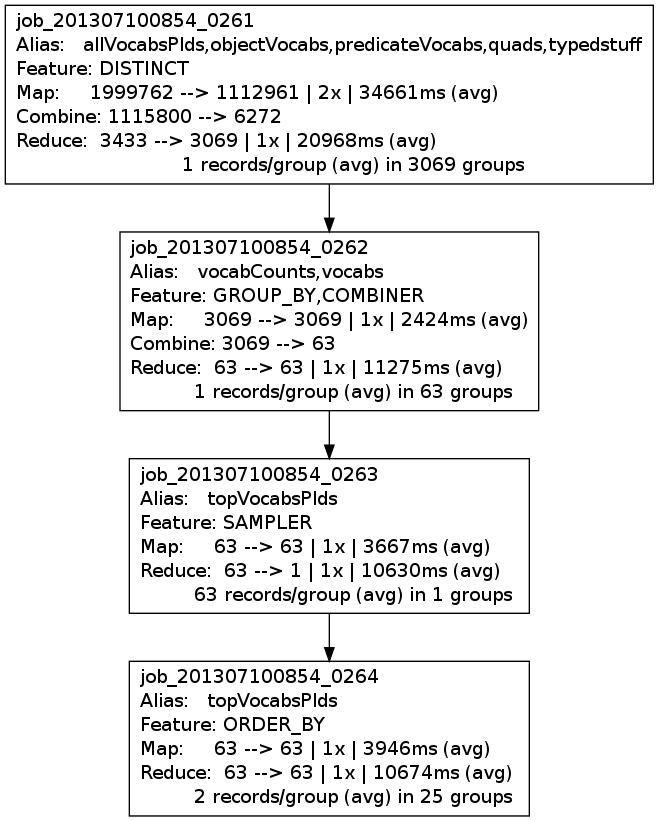 job_201307100854_0261
Alias: allVocabsPlds,objectVocabs,predicateVocabs,quads,typedstuff
Feature: DISTINCT
Map: 1999762 --> 1112961 | 2x | 34661ms (avg)
Combine: 1115800 --> 6272
Reduce: 3433 --> 3069 | 1x | 20968ms (avg)
1 records/group (avg) in 3069 groups
job_201307100854_0262
Alias: vocabCounts,vocabs
Feature: GROUP_BY,COMBINER
Map: 3069 --> 3069 | 1x | 2424ms (avg)
Combine: 3069 --> 63
Reduce: 63 --> 63 | 1x | 11275ms (avg)
1 records/group (avg) in 63 groups
job_201307100854_0263
Alias: topVocabsPlds
Feature: SAMPLER
Map: 63 --> 63 | 1x | 3667ms (avg)
Reduce: 63 --> 1 | 1x | 10630ms (avg)
63 records/group (avg) in 1 groups
job_201307100854_0264
Alias: topVocabsPlds
Feature: ORDER_BY
Map: 63 --> 63 | 1x | 3946ms (avg)
Reduce: 63 --> 63 | 1x | 10674ms (avg)
2 records/group (avg) in 25 groups